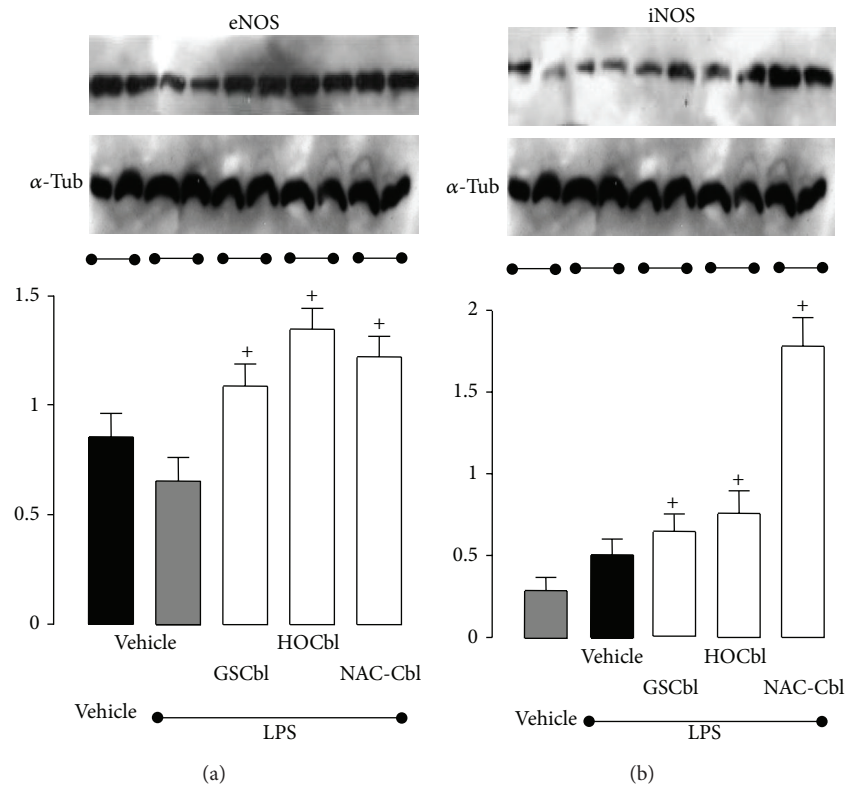 eNOS
α-Tub
1.5
1
0.5
0
+
+
+
Vehicle
HOCbl
GSCbl
NAC-Cbl
Vehicle
LPS
(a)
iNOS
α-Tub
2
1.5
1
0.5
0
+
+
+
Vehicle
HOCbl
GSCbl
NAC-Cbl
Vehicle
LPS
(b)